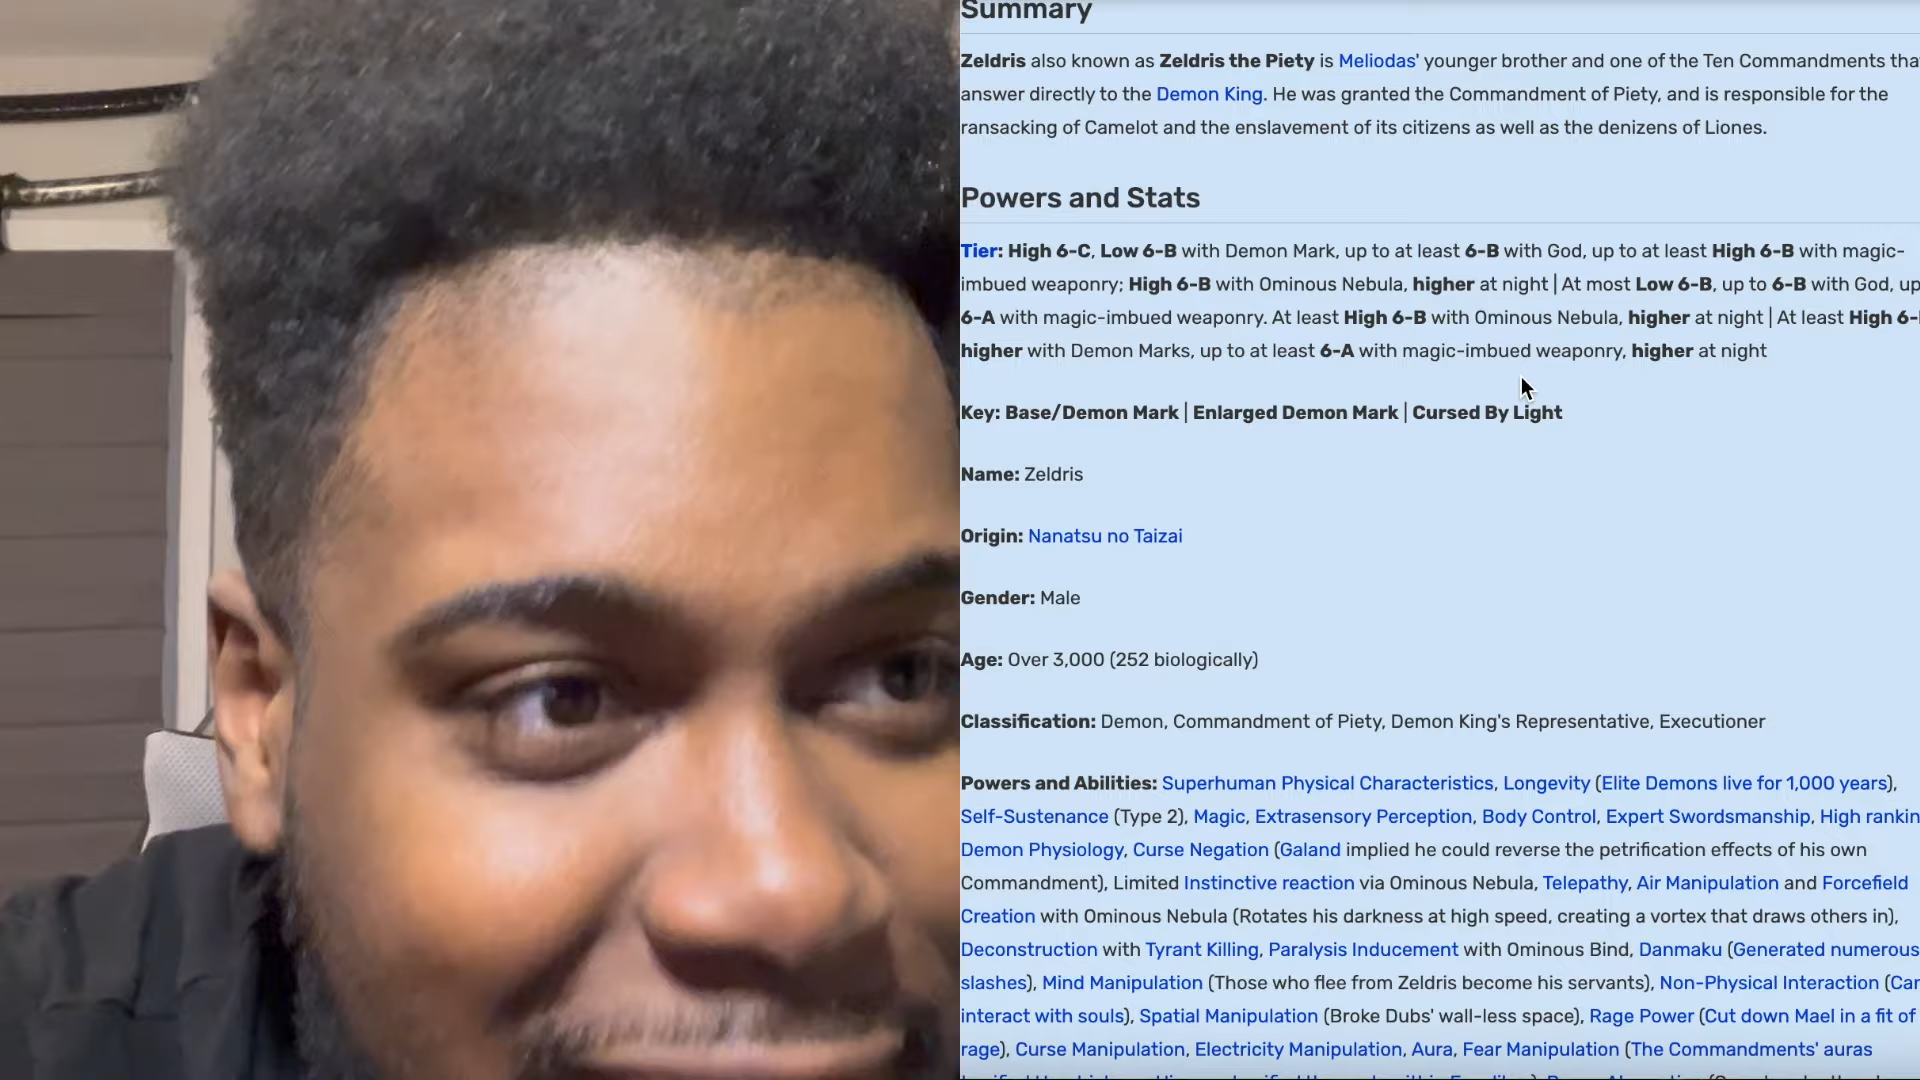 Summary
Zeldris also known as Zeldris the Piety is Meliodas' younger brother and one of the Ten Commandments tha
answer directly to the Demon King. He was granted the Commandment of Piety, and is responsible for the
ransacking of Camelot and the enslavement of its citizens as well as the denizens of Liones.
Powers and Stats
Tier: High 6-C, Low 6-B with Demon Mark, up to at least 6-B with God, up to at least High 6-B with magic-
imbued weaponry; High 6-B with Ominous Nebula, higher at night | At most Low 6-B, up to 6-B with God, up
6-A with magic-imbued weaponry. At least High 6-B with Ominous Nebula, higher at night | At least High 6-
higher with Demon Marks, up to at least 6-A with magic-imbued weaponry, higher at night
Key: Base/Demon Mark | Enlarged Demon Mark | Cursed By Light
Name: Zeldris
Origin: Nanatsu no Taizai
Gender: Male
Age: Over 3,000 (252 biologically)
Classification: Demon, Commandment of Piety, Demon King's Representative, Executioner
Powers and Abilities: Superhuman Physical Characteristics, Longevity (Elite Demons live for 1,000 years),
Self-Sustenance (Type 2), Magic, Extrasensory Perception, Body Control, Expert Swordsmanship, High rankin
Demon Physiology, Curse Negation (Galand implied he could reverse the petrification effects of his own
Commandment), Limited Instinctive reaction via Ominous Nebula, Telepathy, Air Manipulation and Forcefield
Creation with Ominous Nebula (Rotates his darkness at high speed, creating a vortex that draws others in),
Deconstruction with Tyrant Killing, Paralysis Inducement with Ominous Bind, Danmaku (Generated numerous
slashes), Mind Manipulation (Those who flee from Zeldris become his servants), Non-Physical Interaction (Can
interact with souls), Spatial Manipulation (Broke Dubs' wall-less space), Rage Power (Cut down Mael in a fit of
rage), Curse Manipulation, Electricity Manipulation, Aura, Fear Manipulation (The Commandments' auras